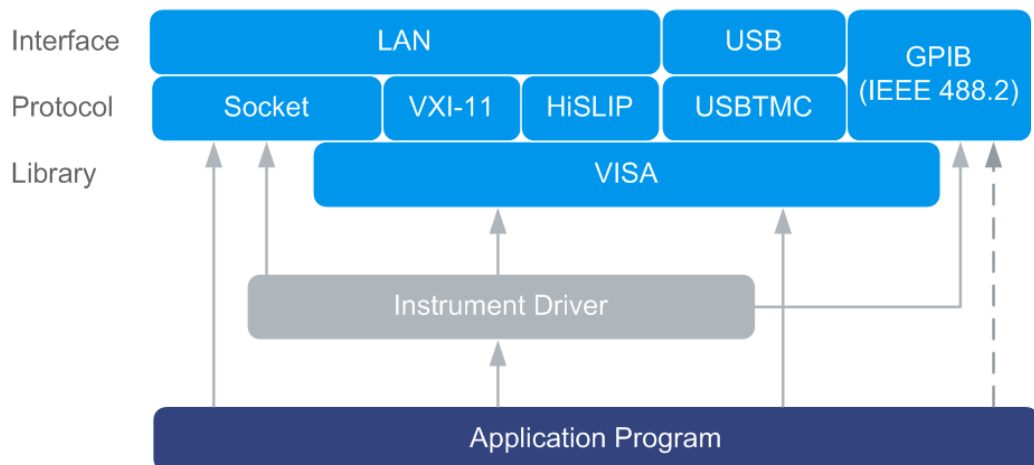 Interface
LAN
USB
GPIB
(IEEE 488.2)
Protocol
Socket
VXI-11
HiSLIP
USBTMC
Library
VISA
Instrument Driver
Application Program